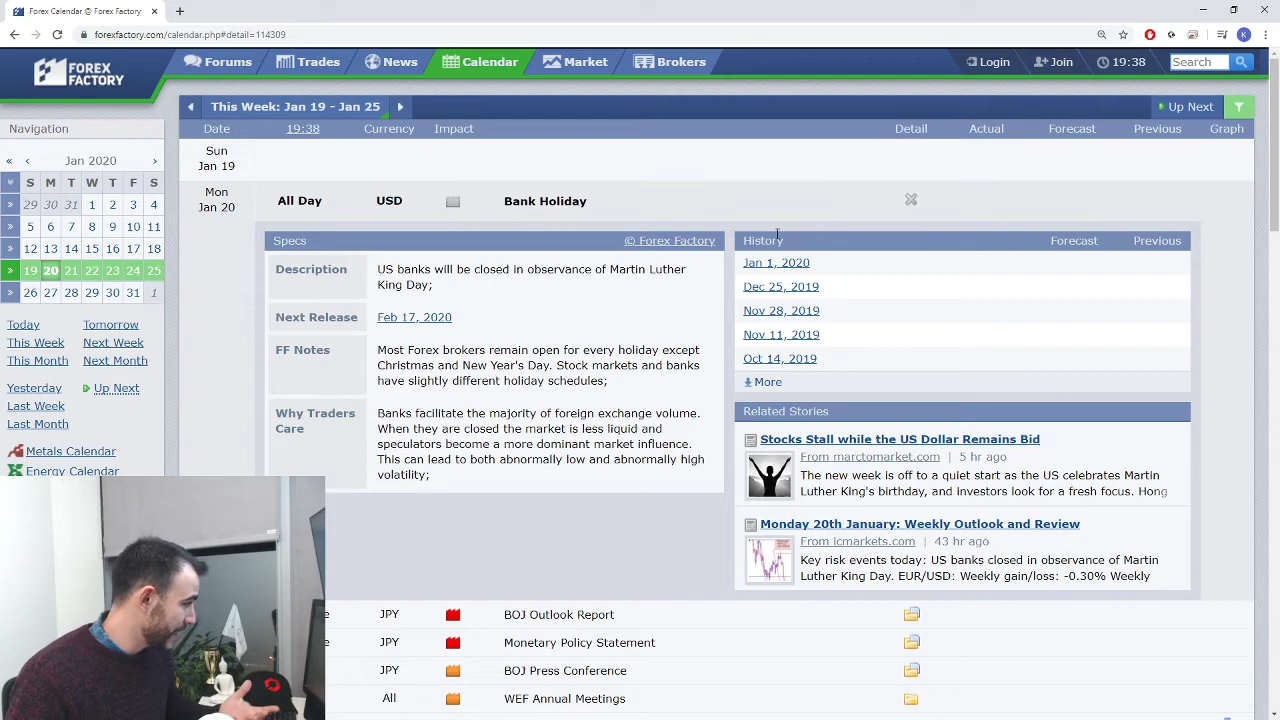 Forex Calendar @ Forex Factory
forexfactory.com/calendar.php#detail=114309
K
FOREX
FACTORY
Forums
Trades
News
Calendar
Market
Brokers
Login
Join
19:38
Search
This Week: Jan 19 - Jan 25
Up Next
Navigation
Date 19:38 Currency Impact Detail Actual Forecast Previous Graph
« ‹ Jan 2020 ›
S M T W T F S
» 29 30 31 1 2 3 4
» 5 6 7 8 9 10 11
» 12 13 14 15 16 17 18
» 19 20 21 22 23 24 25
» 26 27 28 29 30 31 1
Today Tomorrow
This Week Next Week
This Month Next Month
Yesterday Up Next
Last Week
Last Month
Metals Calendar
Energy Calendar
Sun
Jan 19
Mon
Jan 20
All Day USD Bank Holiday
Specs © Forex Factory
Description
US banks will be closed in observance of Martin Luther
King Day;
Next Release Feb 17, 2020
FF Notes
Most Forex brokers remain open for every holiday except
Christmas and New Year's Day. Stock markets and banks
have slightly different holiday schedules;
Why Traders
Care
Banks facilitate the majority of foreign exchange volume.
When they are closed the market is less liquid and
speculators become a more dominant market influence.
This can lead to both abnormally low and abnormally high
volatility;
History Forecast Previous
Jan 1, 2020
Dec 25, 2019
Nov 28, 2019
Nov 11, 2019
Oct 14, 2019
More
Related Stories
Stocks Stall while the US Dollar Remains Bid
From marctomarket.com | 5 hr ago
The new week is off to a quiet start as the US celebrates Martin
Luther King's birthday, and investors look for a fresh focus. Hong
Monday 20th January: Weekly Outlook and Review
From icmarkets.com | 43 hr ago
Key risk events today: US banks closed in observance of Martin
Luther King Day. EUR/USD: Weekly gain/loss: -0.30% Weekly
JPY BOJ Outlook Report
JPY Monetary Policy Statement
JPY BOJ Press Conference
All WEF Annual Meetings